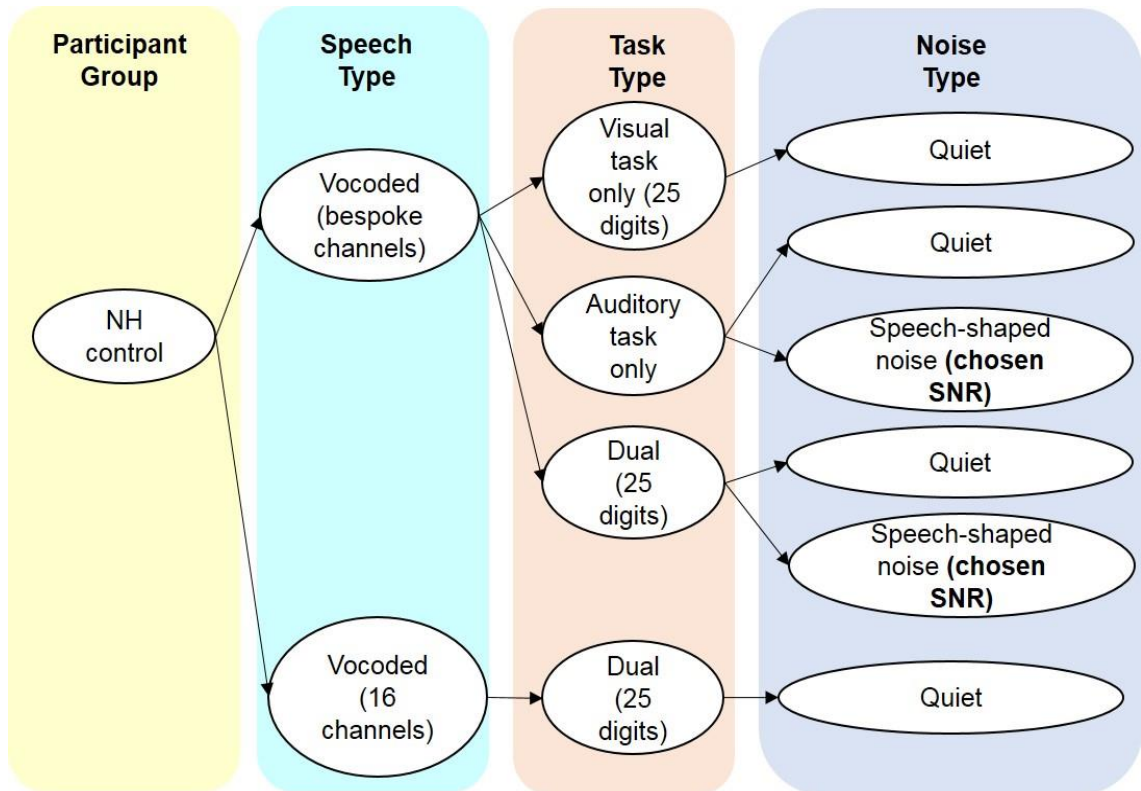 Participant
Group
Speech
Type
Task
Type
Noise
Type
NH
control
Vocoded
(bespoke
channels)
Vocoded
(16
channels)
Visual
task
only (25
digits)
Auditory
task
only
Dual
(25
digits)
Dual
(25
digits)
Quiet
Quiet
Speech-shaped
noise (chosen
SNR)
Quiet
Speech-shaped
noise (chosen
SNR)
Quiet